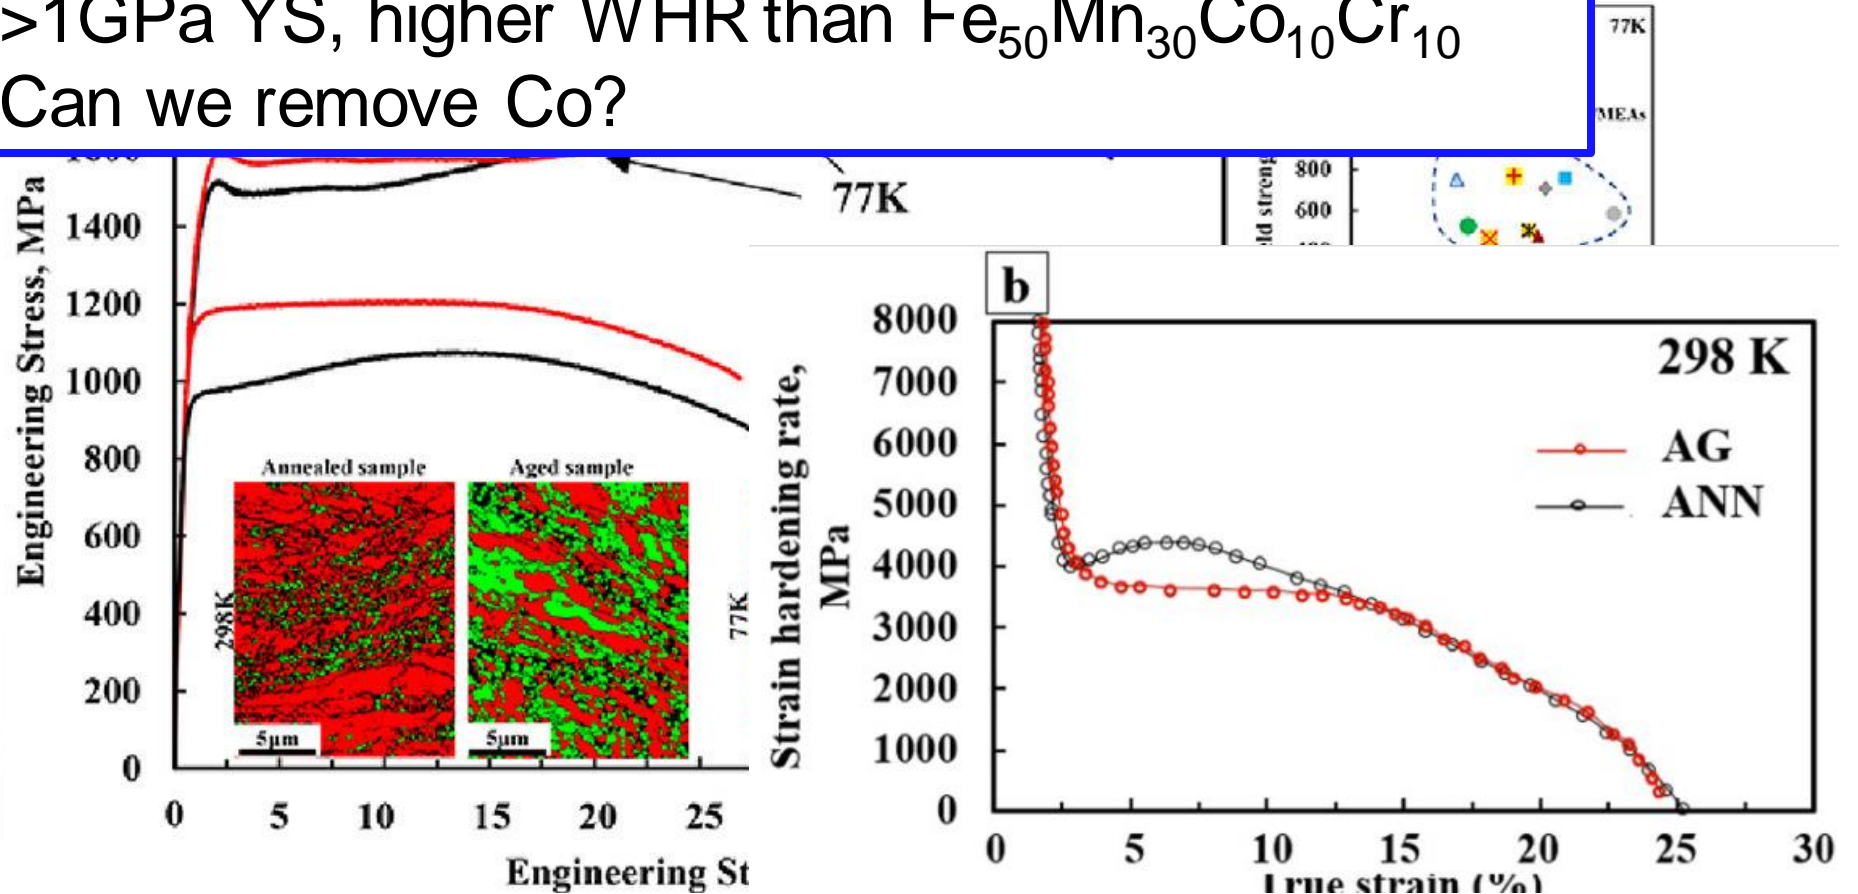 >1GPa YS, higher WHR than Fe50Mn30Co10Cr10
Can we remove Co?
77K
MEAs
800
600
Engineering Stress, MPa
1400
1200
1000
800
600
400
200
0
0 5 10 15 20 25
Engineering St
77K
Annealed sample
Aged sample
298K
77K
5μm
5μm
b
298 K
AG
ANN
Strain hardening rate,
MPa
8000
7000
6000
5000
4000
3000
2000
1000
0
0 5 10 15 20 25 30
True strain (%)